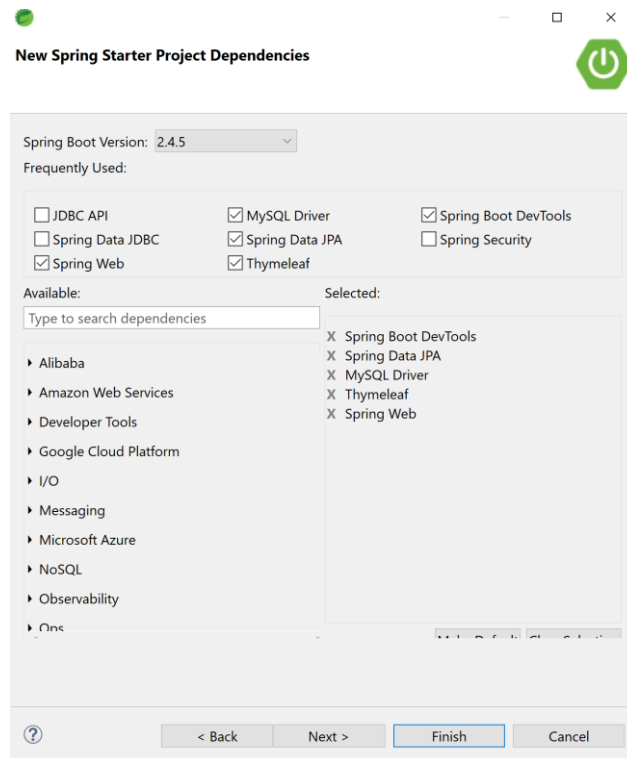 New Spring Starter Project Dependencies
Spring Boot Version: 2.4.5
Frequently Used:
JDBC API MySQL Driver Spring Boot DevTools
Spring Data JDBC Spring Data JPA Spring Security
Spring Web Thymeleaf
Available: Selected:
Type to search dependencies
X Spring Boot DevTools
X Spring Data JPA
X MySQL Driver
X Thymeleaf
X Spring Web
Alibaba
Amazon Web Services
Developer Tools
Google Cloud Platform
I/O
Messaging
Microsoft Azure
NoSQL
Observability
Ops
? < Back Next > Finish Cancel